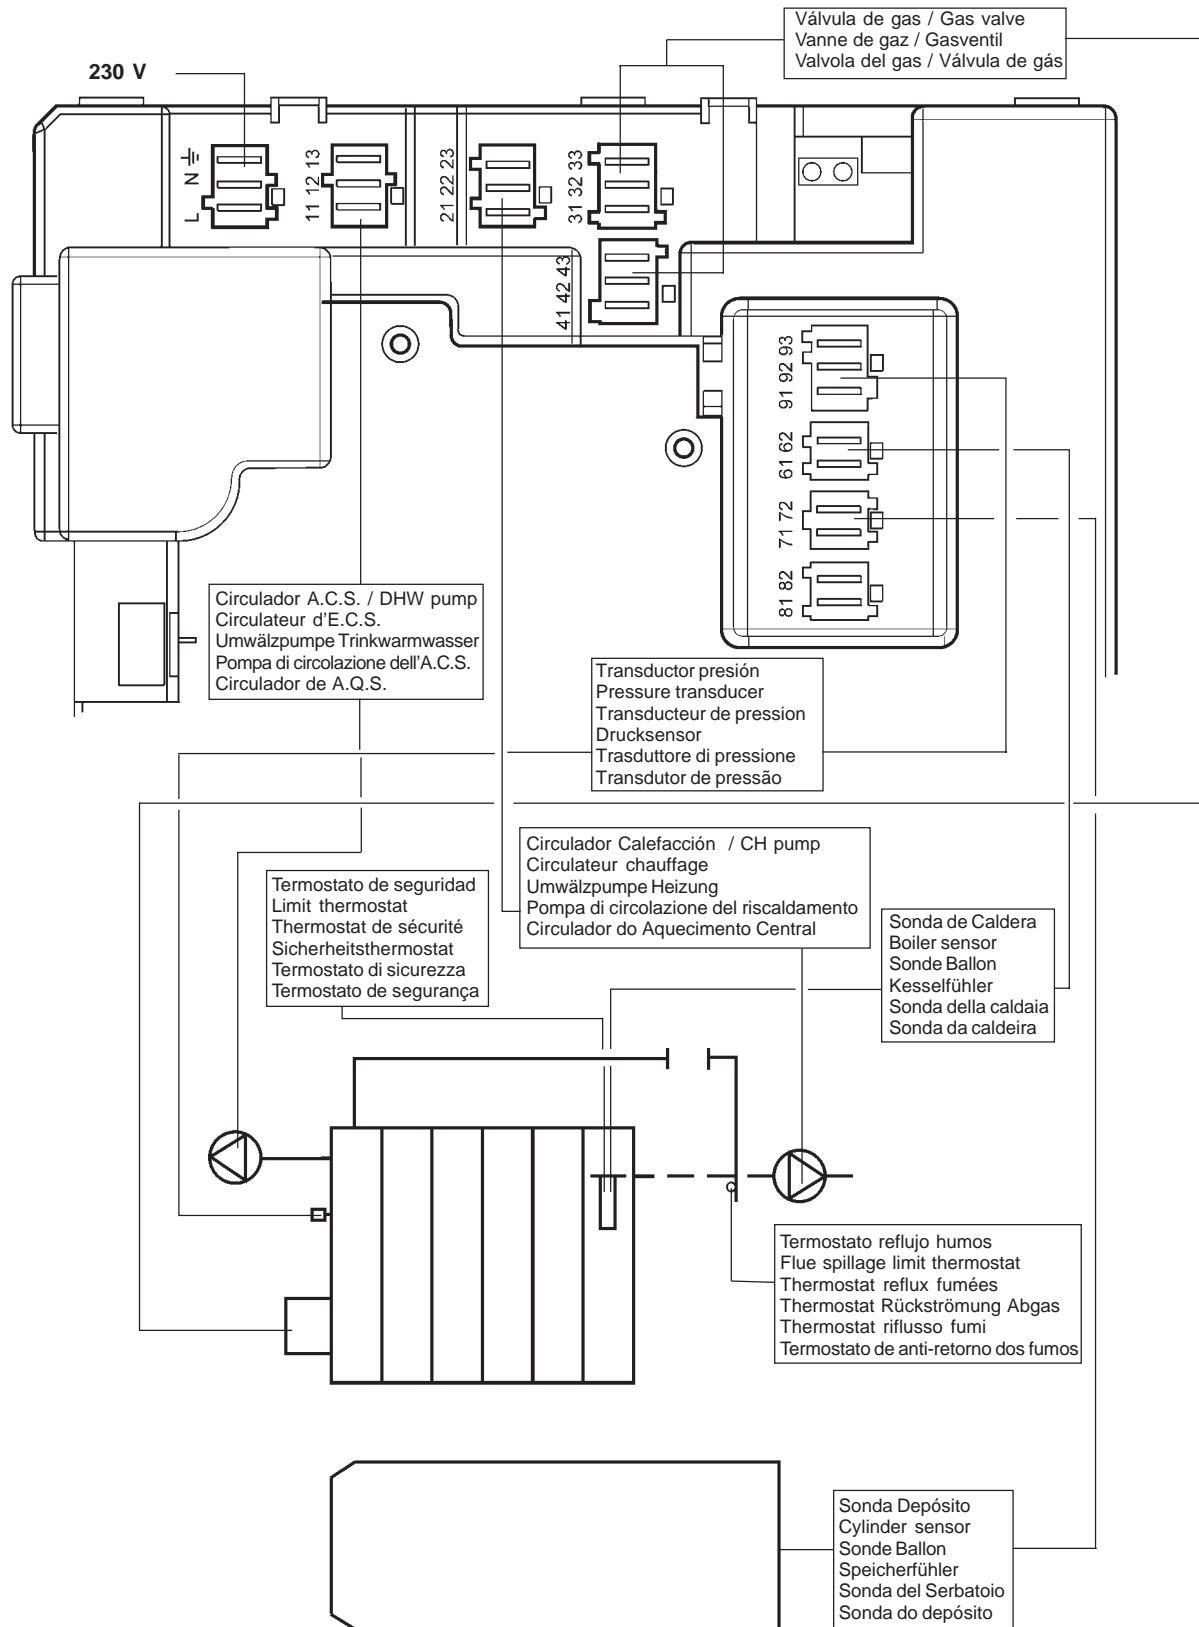 Válvula de gas / Gas valve
Vanne de gaz / Gasventil
Valvola del gas / Válvula de gás
230 V
L N
11 12 13
21 22 23
31 32 33
41 42 43
91 92 93
61 62
71 72
81 82
Circulador A.C.S. / DHW pump
Circulateur d'E.C.S.
Umwälzpumpe Trinkwarmwasser
Pompa di circolazione dell'A.C.S.
Circulador de A.Q.S.
Transductor presión
Pressure transducer
Transducteur de pression
Drucksensor
Trasduttore di pressione
Transdutor de pressão
Circulador Calefacción / CH pump
Circulateur chauffage
Umwälzpumpe Heizung
Pompa di circolazione del riscaldamento
Circulador do Aquecimento Central
Termostato de seguridad
Limit thermostat
Thermostat de sécurité
Sicherheitsthermostat
Termostato di sicurezza
Termostato de segurança
Sonda de Caldera
Boiler sensor
Sonde Ballon
Kesselfühler
Sonda della caldaia
Sonda da caldeira
Termostato reflujo humos
Flue spillage limit thermostat
Thermostat reflux fumées
Thermostat Rückströmung Abgas
Thermostat riflusso fumi
Termostato de anti-retorno dos fumos
Sonda Depósito
Cylinder sensor
Sonde Ballon
Speicherfühler
Sonda del Serbatoio
Sonda do depósito